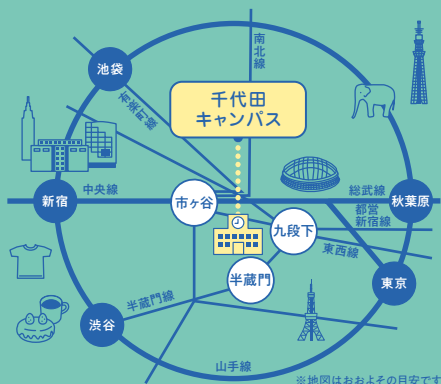 南北線
池袋
有楽町線
千代田
キャンパス
中央線
総武線
新宿
市ヶ谷
秋葉原
都営
新宿線
九段下
東西線
半蔵門
東京
半蔵門線
渋谷
山手線
※地図はおおよその目安です